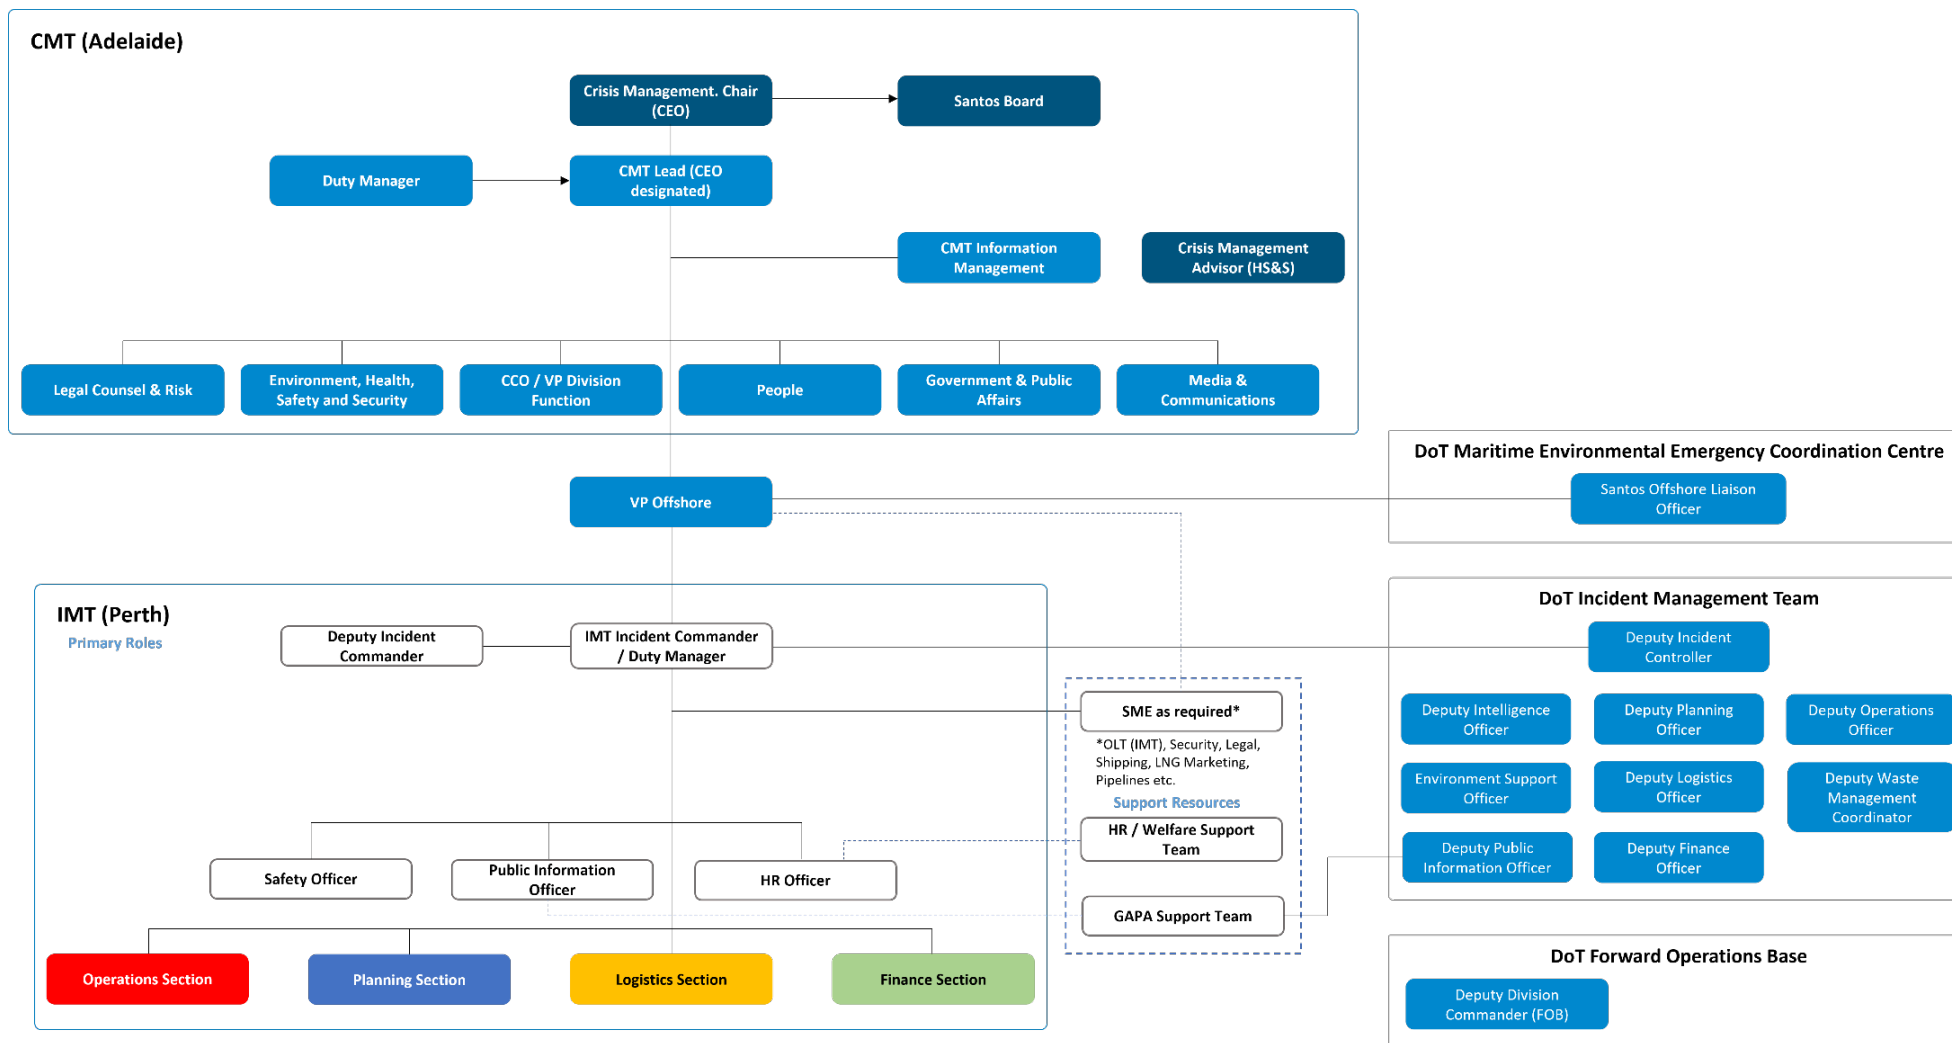 CMT (Adelaide)
Crisis Management. Chair
(CEO)
Santos Board
Duty Manager
CMT Lead (CEO
designated)
CMT Information
Management
Crisis Management
Advisor (HS&S)
Legal Counsel & Risk
Environment, Health,
Safety and Security
CCO / VP Division
Function
People
Government & Public
Affairs
Media &
Communications
VP Offshore
DoT Maritime Environmental Emergency Coordination Centre
Santos Offshore Liaison
Officer
IMT (Perth)
Primary Roles
Deputy Incident
Commander
IMT Incident Commander
/ Duty Manager
SME as required*
*OLT (IMT), Security, Legal,
Shipping, LNG Marketing,
Pipelines etc.
Support Resources
HR / Welfare Support
Team
GAPA Support Team
Safety Officer
Public Information
Officer
HR Officer
Operations Section
Planning Section
Logistics Section
Finance Section
DoT Incident Management Team
Deputy Incident
Controller
Deputy Intelligence
Officer
Deputy Planning
Officer
Deputy Operations
Officer
Environment Support
Officer
Deputy Logistics
Officer
Deputy Waste
Management
Coordinator
Deputy Public
Information Officer
Deputy Finance
Officer
DoT Forward Operations Base
Deputy Division
Commander (FOB)